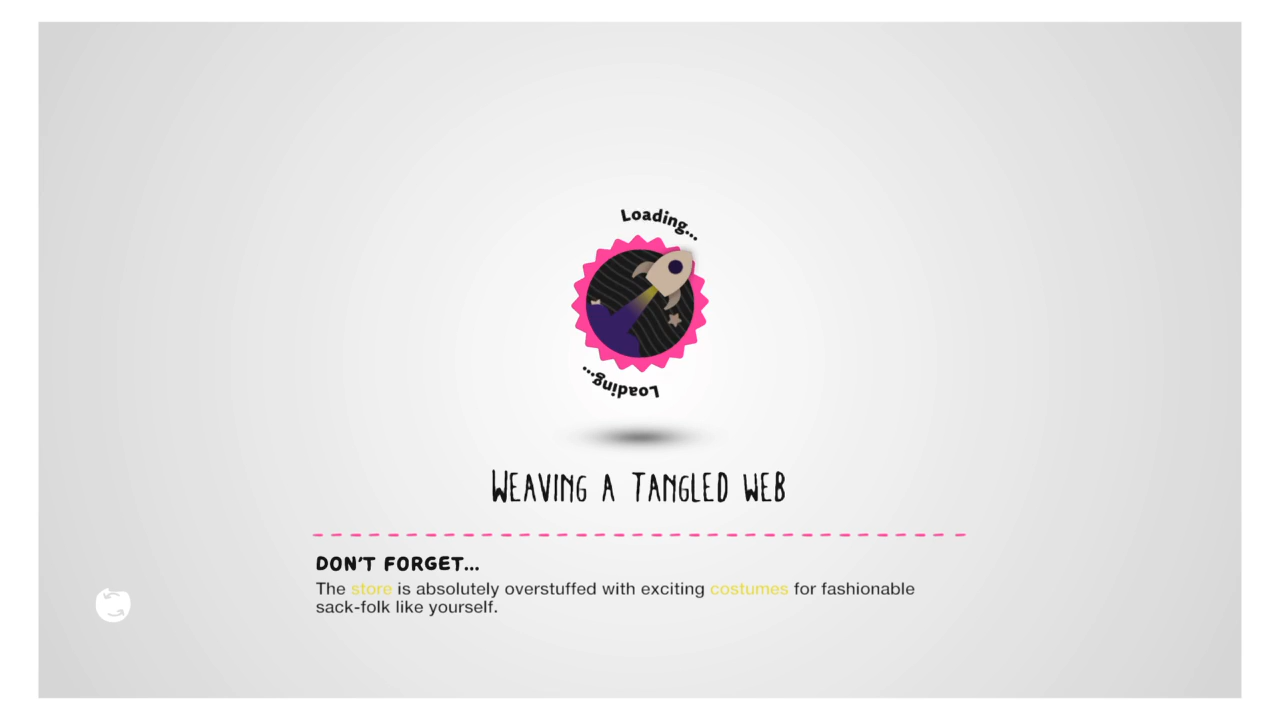 Loading...
Loading...
WEAVING A TANGLED WEB
DON'T FORGET...
The store is absolutely overstuffed with exciting costumes for fashionable
sack-folk like yourself.